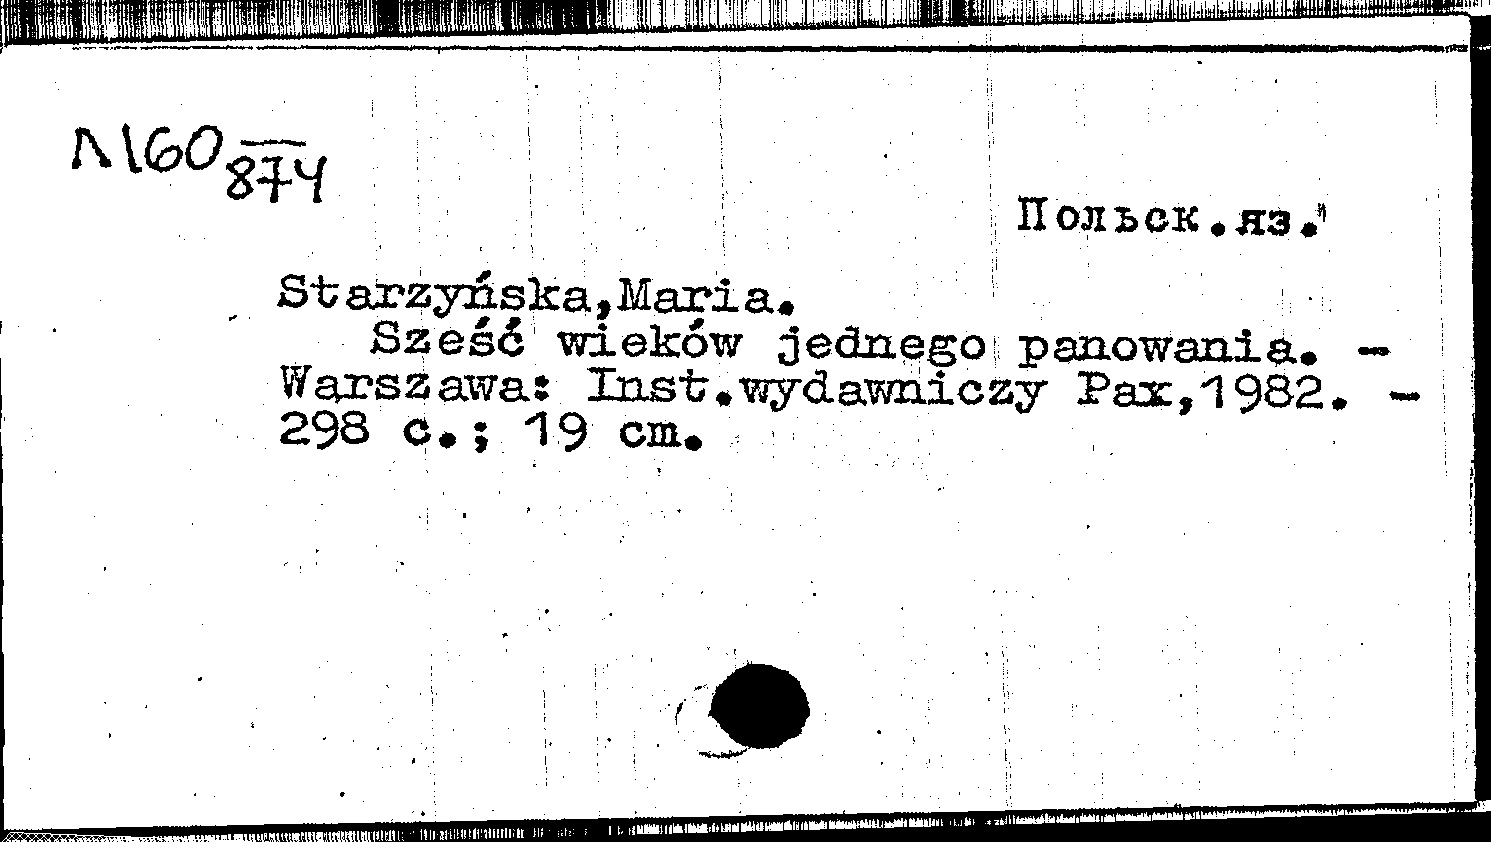 Л160
874
Польск.яз.
Starzyńska,Maria.
Sześć wieków jednego panowania. -
Warszawa: Inst.wydawniczy Pax,1982. -
298 c.; 19 cm.